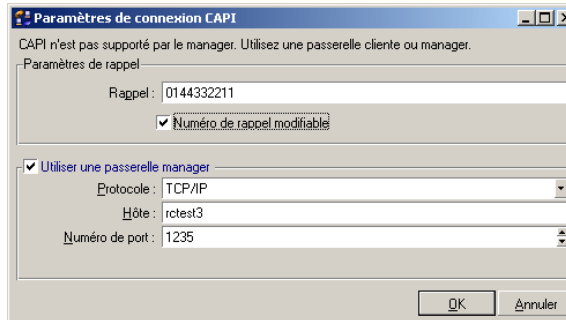 Paramètres de connexion CAPI
CAPI n'est pas supporté par le manager. Utilisez une passerelle cliente ou manager.
Paramètres de rappel
Rappel : 0144332211
Numéro de rappel modifiable
Utiliser une passerelle manager
Protocole : TCP/IP
Hôte : rctest3
Numéro de port : 1235
OK Annuler